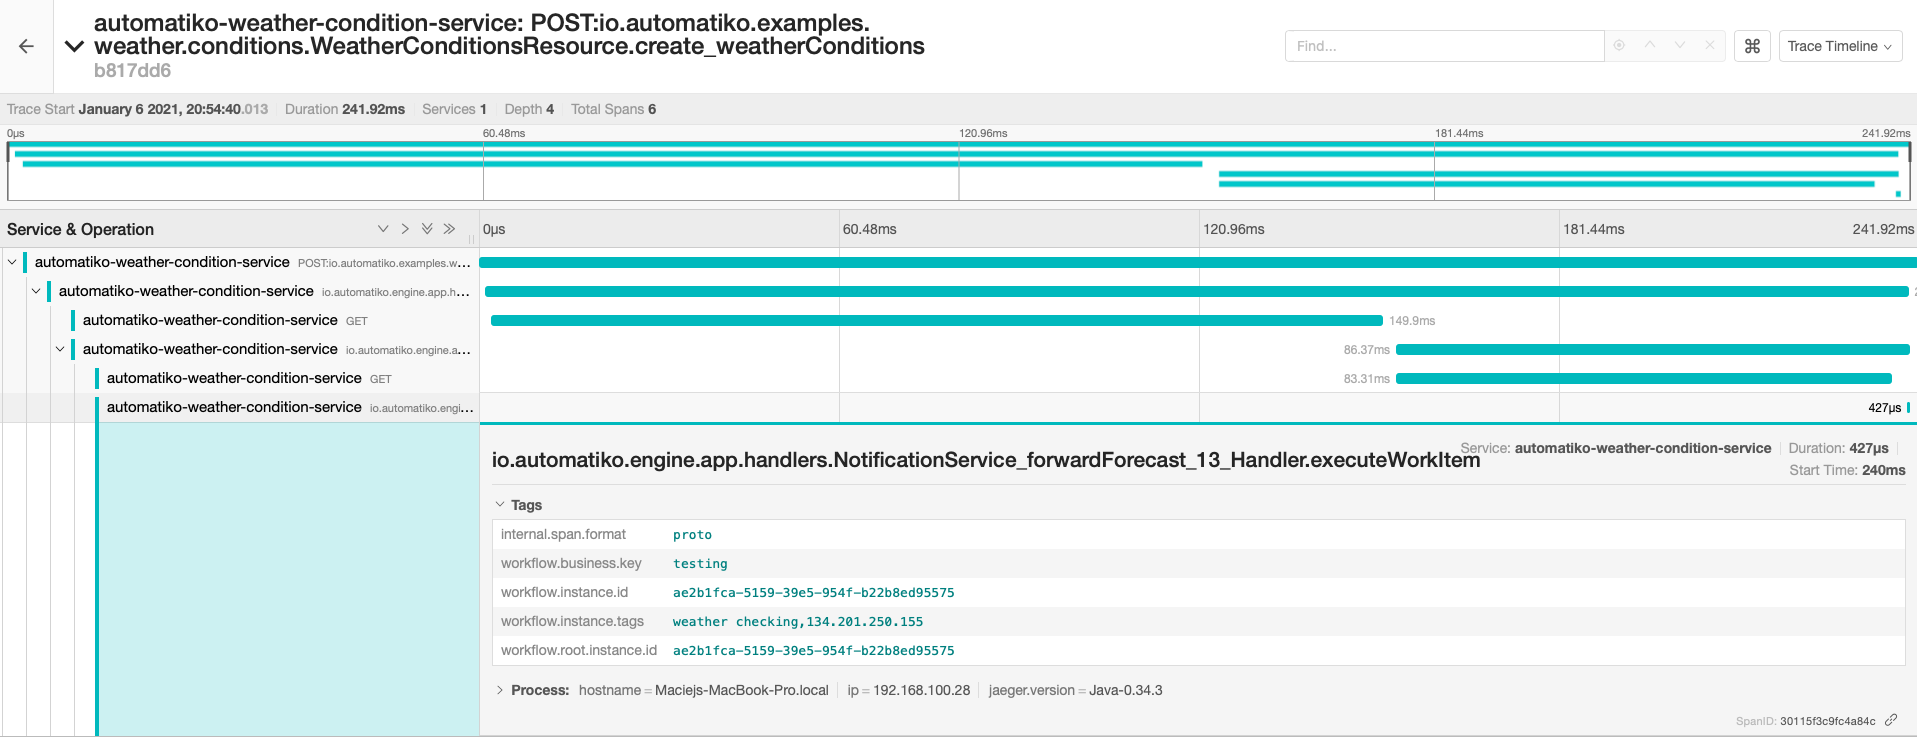 automatiko-weather-condition-service: POST:io.automatiko.examples.
weather.conditions.WeatherConditionsResource.create_weatherConditions
b817dd6
Find...
⌘
Trace Timeline
Trace Start January 6 2021, 20:54:40.013 Duration 241.92ms Services 1 Depth 4 Total Spans 6
0µs 60.48ms 120.96ms 181.44ms 241.92ms
Service & Operation 0µs 60.48ms 120.96ms 181.44ms 241.92ms
automatiko-weather-condition-service POST:io.automatiko.examples.w...
automatiko-weather-condition-service io.automatiko.engine.app.h...
automatiko-weather-condition-service GET 149.9ms
automatiko-weather-condition-service io.automatiko.engine.a... 86.37ms
automatiko-weather-condition-service GET 83.31ms
automatiko-weather-condition-service io.automatiko.engi... 427µs
io.automatiko.engine.app.handlers.NotificationService_forwardForecast_13_Handler.executeWorkItem
Service: automatiko-weather-condition-service Duration: 427µs
Start Time: 240ms
Tags
internal.span.format proto
workflow.business.key testing
workflow.instance.id ae2b1fca-5159-39e5-954f-b22b8ed95575
workflow.instance.tags weather checking,134.201.250.155
workflow.root.instance.id ae2b1fca-5159-39e5-954f-b22b8ed95575
Process: hostname = Maciejs-MacBook-Pro.local ip = 192.168.100.28 jaeger.version = Java-0.34.3
SpanID: 30115f3c9fc4a84c